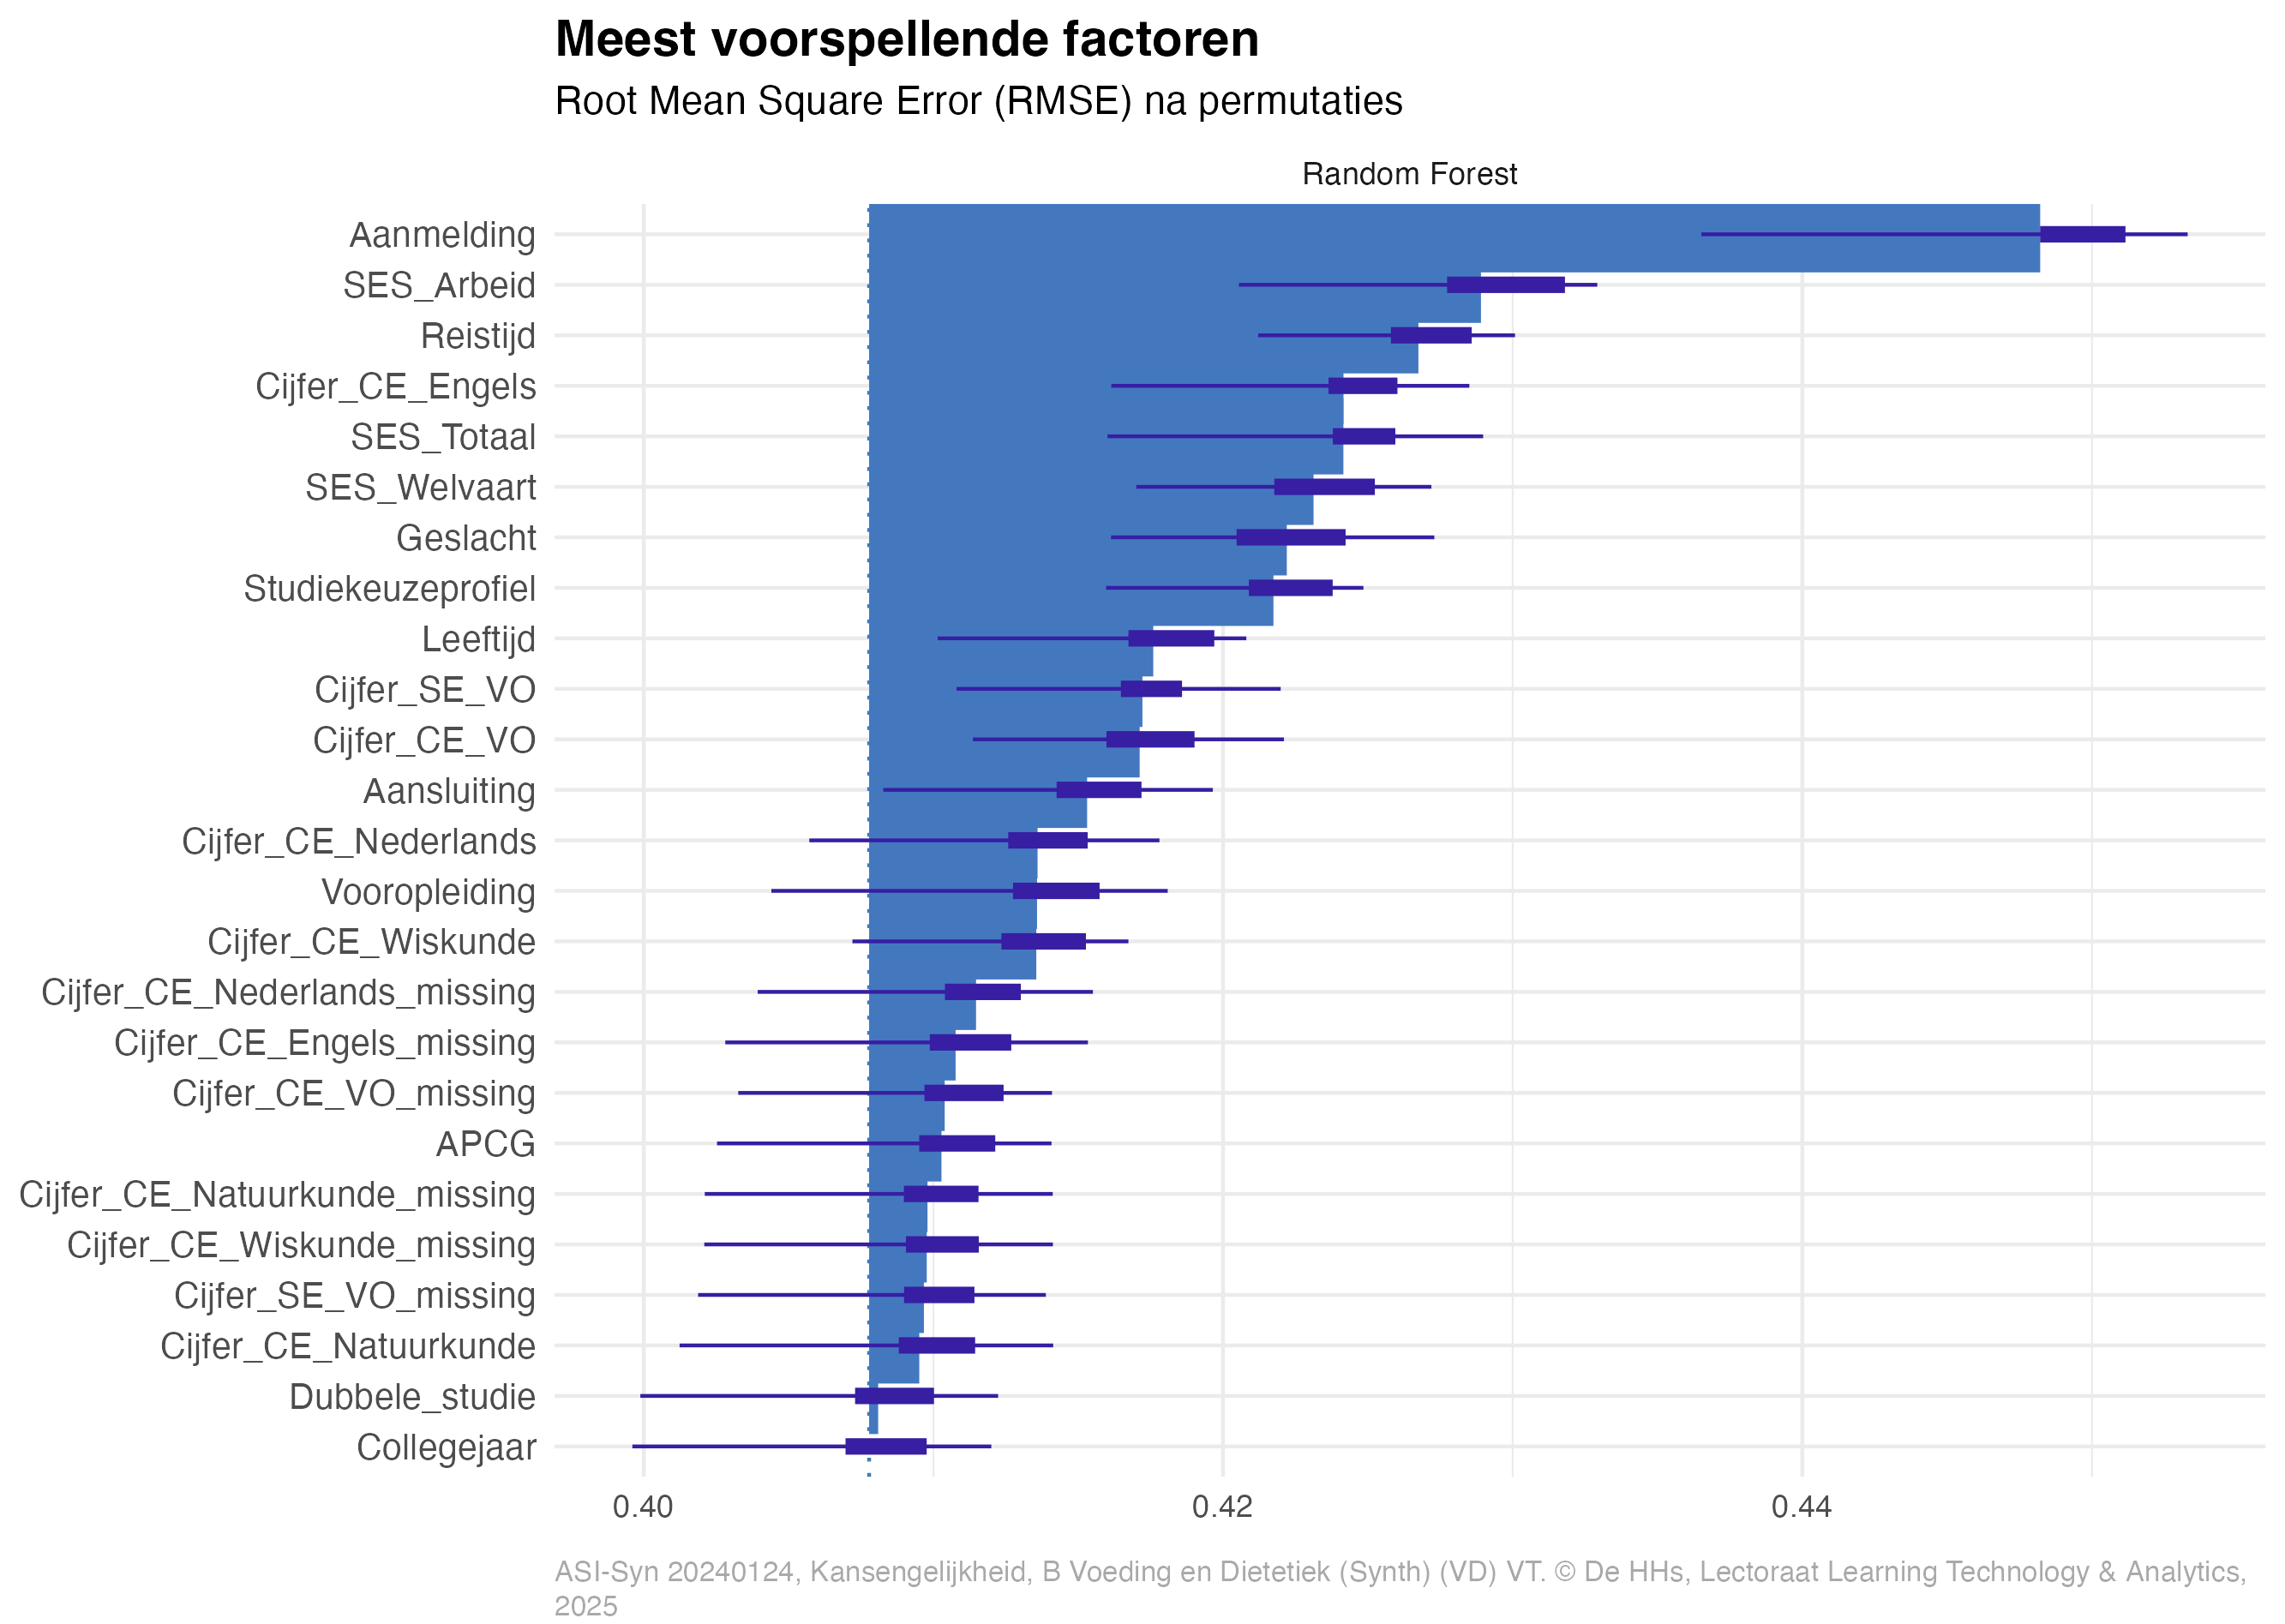 Meest voorspellende factoren
Root Mean Square Error (RMSE) na permutaties
Random Forest
Aanmelding
SES_Arbeid
Reistijd
Cijfer_CE_Engels
SES_Totaal
SES_Welvaart
Geslacht
Studiekeuzeprofiel
Leeftijd
Cijfer_SE_VO
Cijfer_CE_VO
Aansluiting
Cijfer_CE_Nederlands
Vooropleiding
Cijfer_CE_Wiskunde
Cijfer_CE_Nederlands_missing
Cijfer_CE_Engels_missing
Cijfer_CE_VO_missing
APCG
Cijfer_CE_Natuurkunde_missing
Cijfer_CE_Wiskunde_missing
Cijfer_SE_VO_missing
Cijfer_CE_Natuurkunde
Dubbele_studie
Collegejaar
0.40 0.42 0.44
ASI-Syn 20240124, Kansengelijkheid, B Voeding en Dietetiek (Synth) (VD) VT. © De HHs, Lectoraat Learning Technology & Analytics,
2025